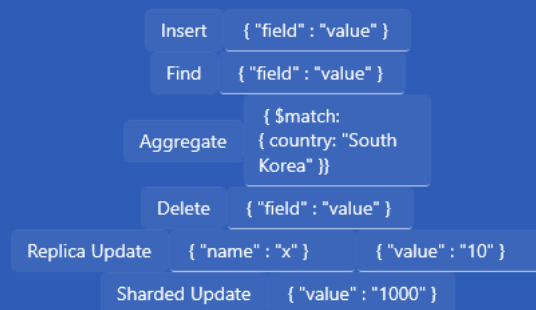 Insert { "field" : "value" }
Find { "field" : "value" }
Aggregate { $match:
{ country: "South
Korea" }}
Delete { "field" : "value" }
Replica Update { "name" : "x" } { "value" : "10" }
Sharded Update { "value" : "1000" }